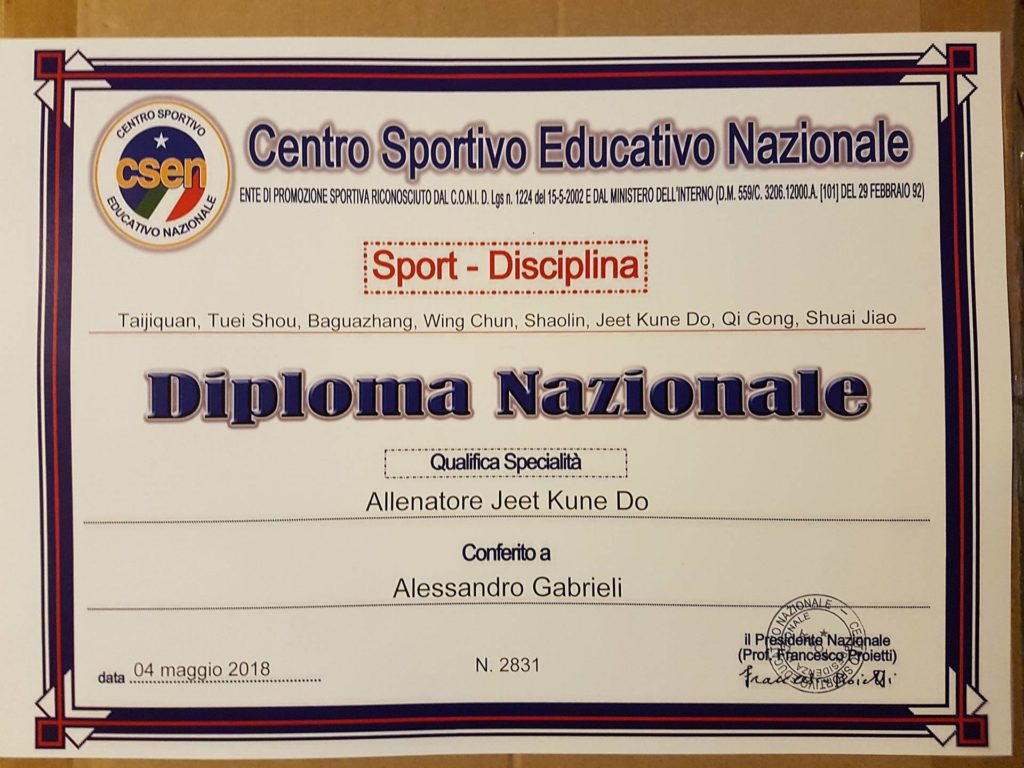 CENTRO SPORTIVO
csen
EDUCATIVO NAZIONALE
Centro Sportivo Educativo Nazionale
ENTE DI PROMOZIONE SPORTIVA RICONOSCIUTO DAL C.O.N.I. D. Lgs n. 1224 del 15-5-2002 E DAL MINISTERO DELL'INTERNO (D.M. 559/C. 3206.12000.A. [101] DEL 29 FEBBRAIO 92)
Sport - Disciplina
Taijiquan, Tuei Shou, Baguazhang, Wing Chun, Shaolin, Jeet Kune Do, Qi Gong, Shuai Jiao
Diploma Nazionale
Qualifica Specialità
Allenatore Jeet Kune Do
Conferito a
Alessandro Gabrieli
data 04 maggio 2018
N. 2831
il Presidente Nazionale
(Prof. Francesco Proietti)
Francesco Proietti